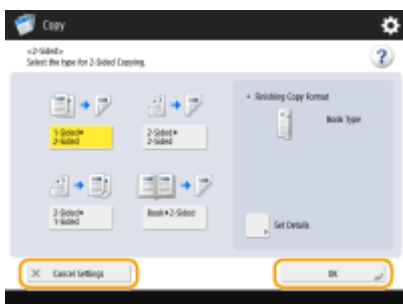 Copy
<2-Sided>
Select the type for 2-Sided Copying.
1-Sided▶
2-Sided
2-Sided▶
2-Sided
Finishing Copy Format
Book Type
2-Sided▶
1-Sided
Book▶2-Sided
Set Details
Cancel Settings
OK